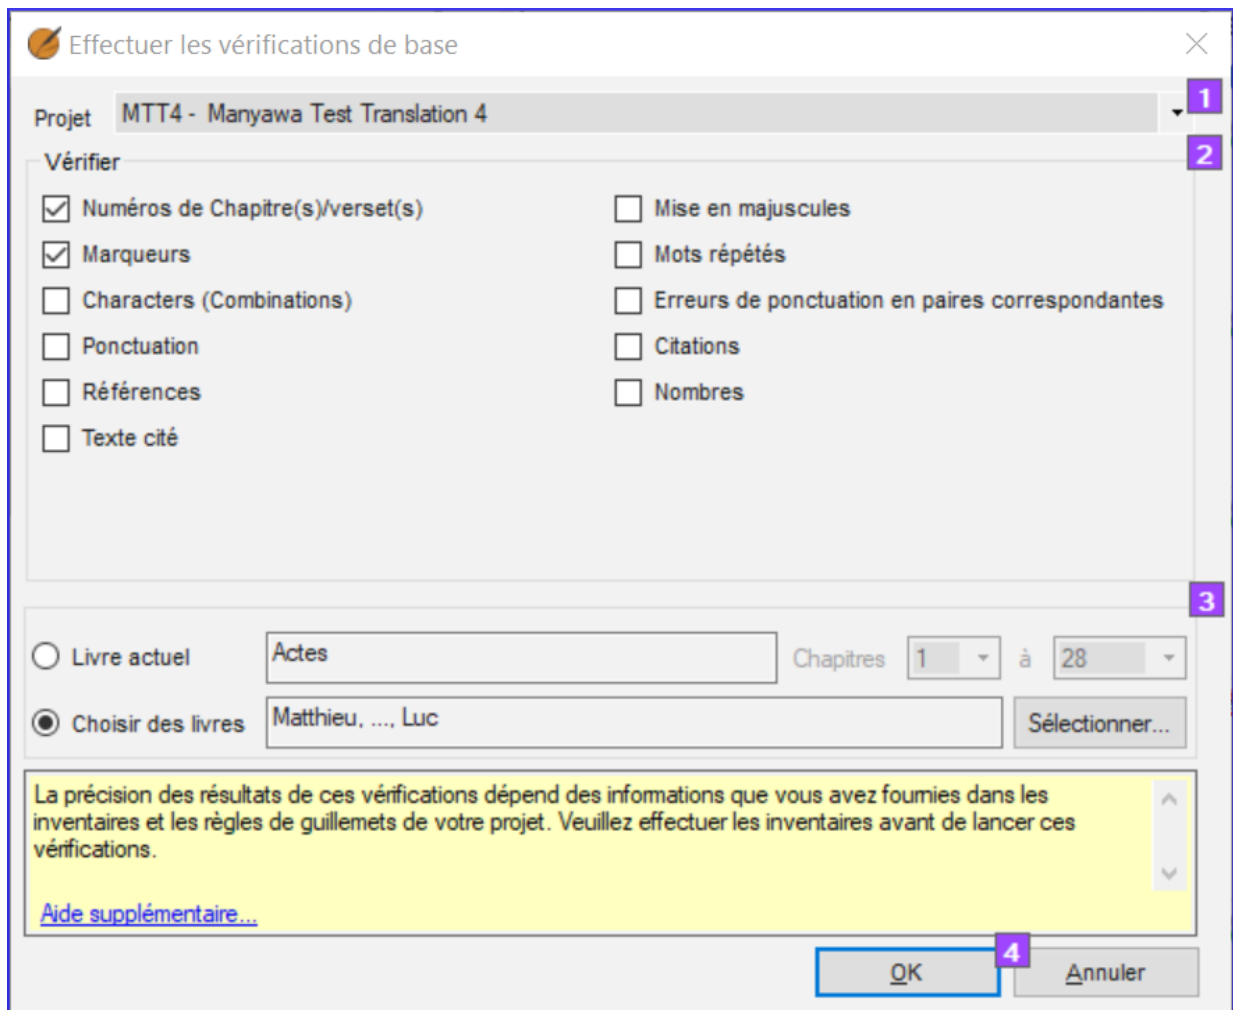 Effectuer les vérifications de base
Projet MTT4 - Manyawa Test Translation 4 1
Vérifier 2
Numéros de Chapitre(s)/verset(s) Mise en majuscules
Marqueurs Mots répétés
Characters (Combinations) Erreurs de ponctuation en paires correspondantes
Ponctuation Citations
Références Nombres
Texte cité
3
Livre actuel Actes Chapitres 1 à 28
Choisir des livres Matthieu, ..., Luc Sélectionner...
La précision des résultats de ces vérifications dépend des informations que vous avez fournies dans les
inventaires et les règles de guillemets de votre projet. Veuillez effectuer les inventaires avant de lancer ces
vérifications.
Aide supplémentaire...
OK 4 Annuler